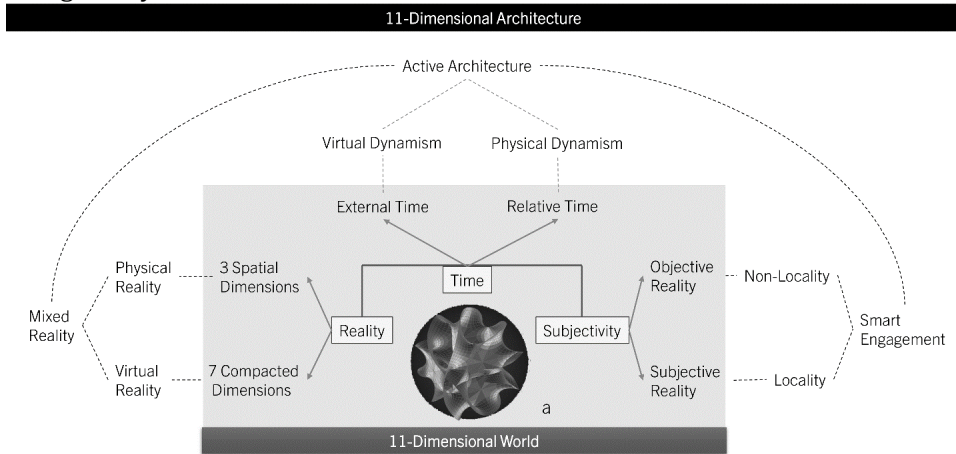 11-Dimensional Architecture
Active Architecture
Virtual Dynamism
Physical Dynamism
External Time
Relative Time
Physical
Reality
3 Spatial
Dimensions
Time
Objective
Reality
Non-Locality
Mixed
Reality
Reality
Subjectivity
Smart
Engagement
Virtual
Reality
7 Compacted
Dimensions
a
Subjective
Reality
Locality
11-Dimensional World